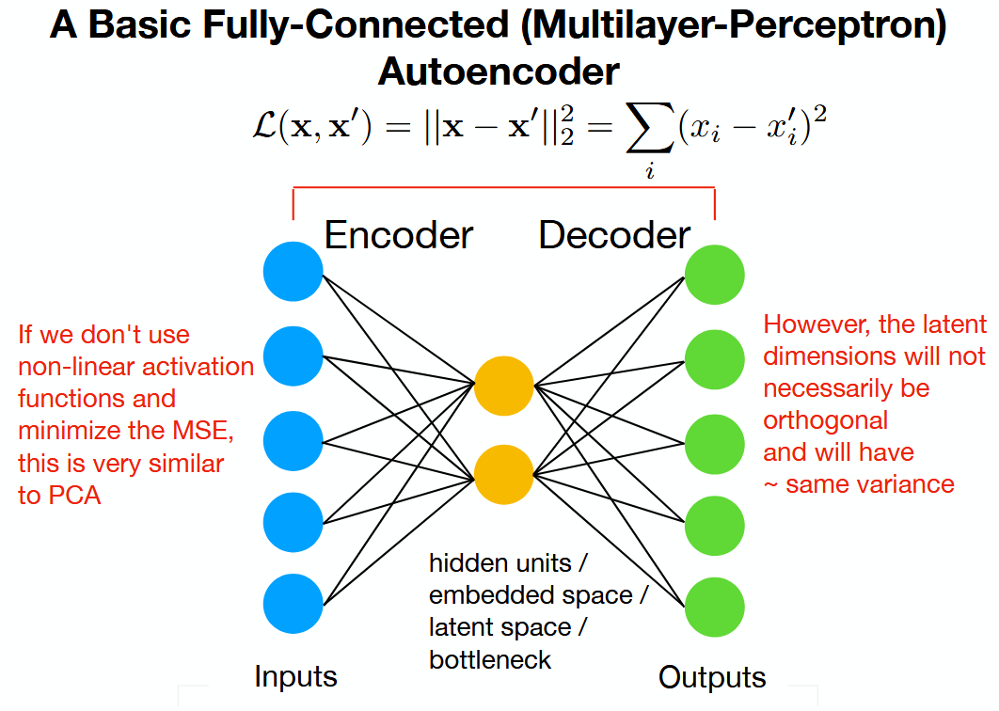 A Basic Fully-Connected (Multilayer-Perceptron)
Autoencoder
ℒ(𝐱, 𝐱′) = ||𝐱 − 𝐱′||₂² = ∑ᵢ(xᵢ − x′ᵢ)²
Encoder
Decoder
If we don't use
non-linear activation
functions and
minimize the MSE,
this is very similar
to PCA
However, the latent
dimensions will not
necessarily be
orthogonal
and will have
~ same variance
hidden units /
embedded space /
latent space /
bottleneck
Inputs
Outputs